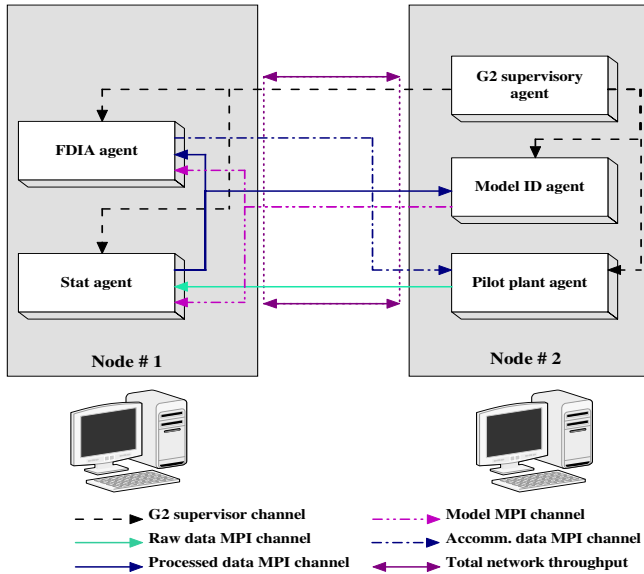 G2 supervisory
agent
FDIA agent
Model ID agent
Stat agent
Pilot plant agent
Node # 1
Node # 2
G2 supervisor channel
Model MPI channel
Raw data MPI channel
Accomm. data MPI channel
Processed data MPI channel
Total network throughput